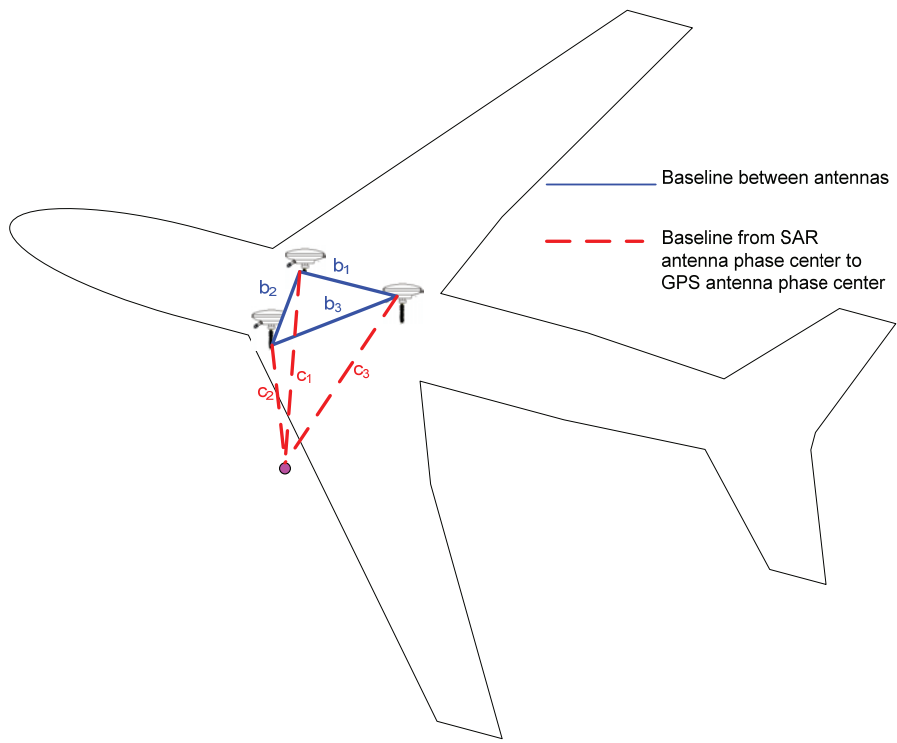 Baseline between antennas
Baseline from SAR
antenna phase center to
GPS antenna phase center
b1
b2
b3
c1
c2
c3